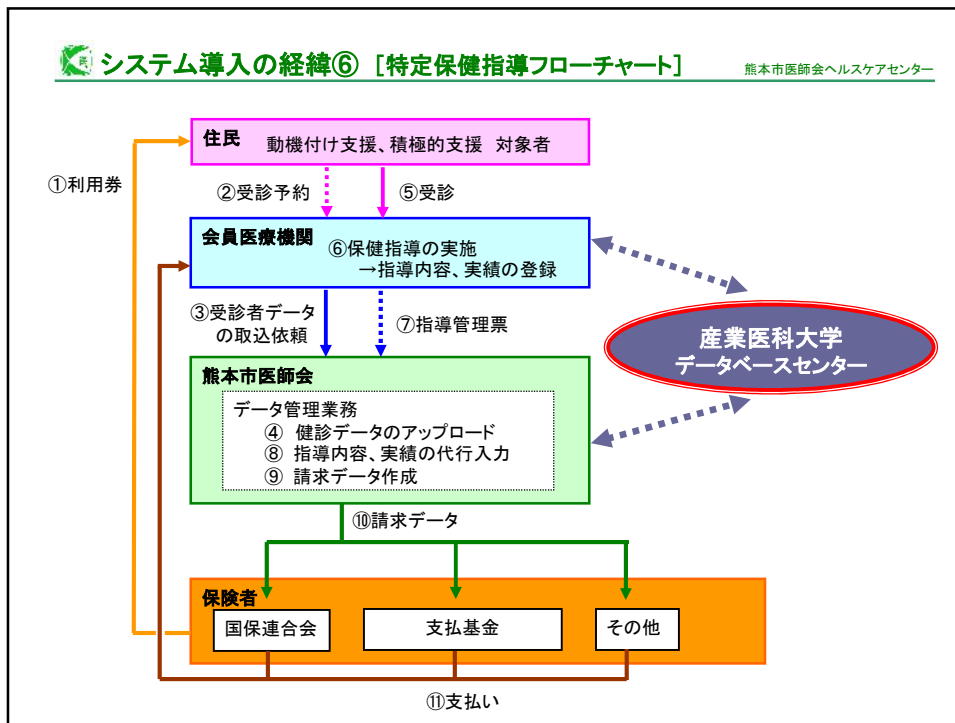 システム導入の経緯⑥ [特定保健指導フローチャート]
熊本市医師会ヘルスケアセンター
住民
動機付け支援、積極的支援 対象者
①利用券
②受診予約
⑤受診
会員医療機関
⑥保健指導の実施
→指導内容、実績の登録
③受診者データ
の取込依頼
⑦指導管理票
産業医科大学
データベースセンター
熊本市医師会
データ管理業務
④ 健診データのアップロード
⑧ 指導内容、実績の代行入力
⑨ 請求データ作成
⑩請求データ
保険者
国保連合会
支払基金
その他
⑪支払い